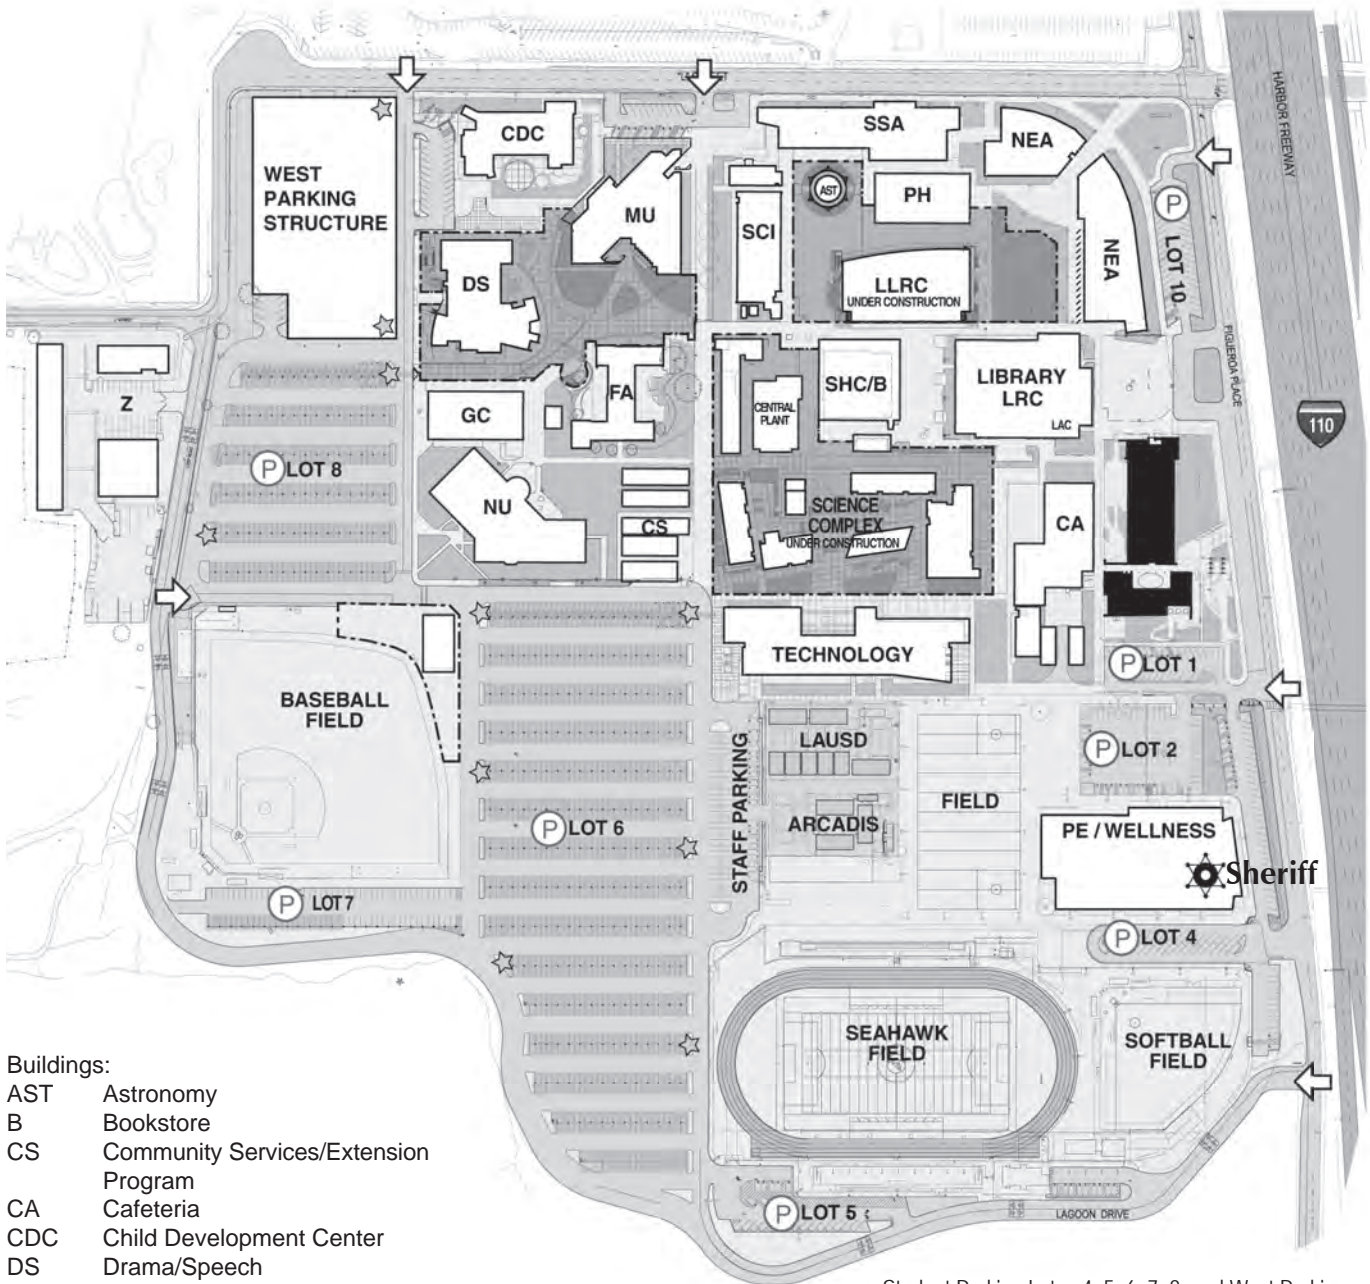 HARBOR FREEWAY
CDC
SSA
NEA
WEST
PARKING
STRUCTURE
AST
PH
MU
SCI
P
LOT 10
NEA
DS
LLRC
UNDER CONSTRUCTION
FIGUEROA PLACE
Z
GC
FA
CENTRAL
PLANT
SHC/B
LIBRARY
LRC
LAC
110
P LOT 8
NU
CS
SCIENCE
COMPLEX
UNDER CONSTRUCTION
CA
TECHNOLOGY
P LOT 1
BASEBALL
FIELD
STAFF PARKING
LAUSD
P LOT 2
FIELD
P LOT 6
ARCADIS
PE / WELLNESS
Sheriff
P LOT 7
P LOT 4
SEAHAWK
FIELD
SOFTBALL
FIELD
P LOT 5
LAGOON DRIVE
Buildings:
AST Astronomy
B Bookstore
CS Community Services/Extension
Program
CA Cafeteria
CDC Child Development Center
DS Drama/Speech